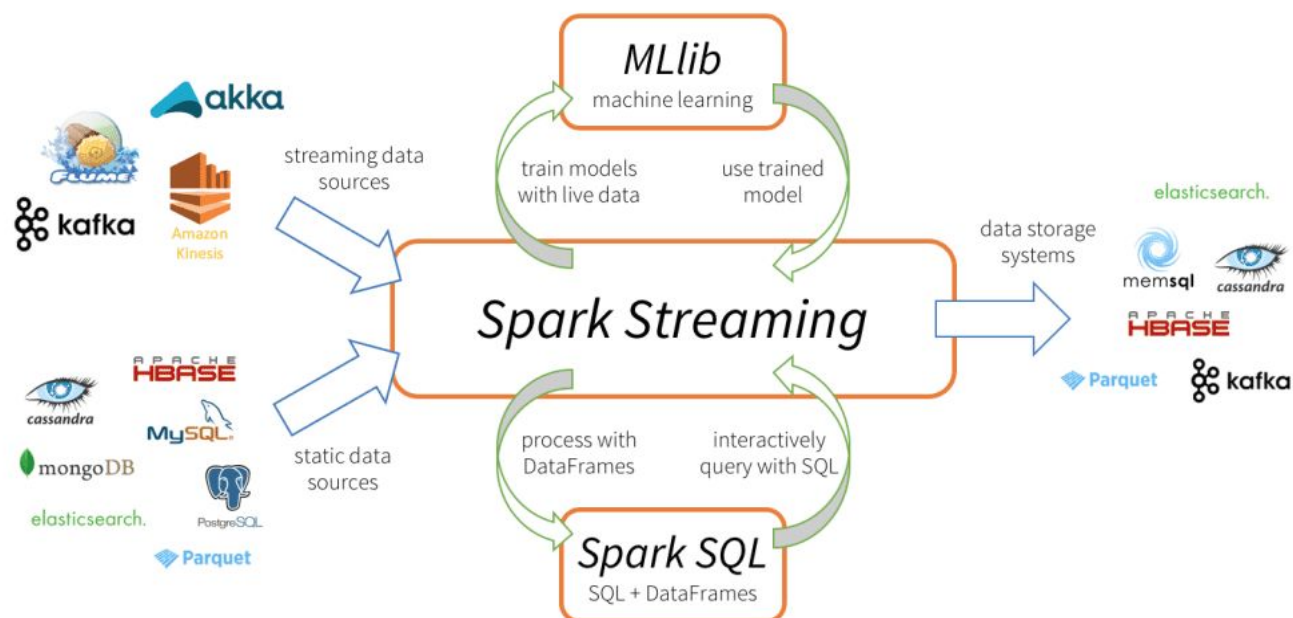 MLlib
machine learning
akka
FLUME
kafka
Amazon
Kinesis
streaming data
sources
train models
with live data
use trained
model
Spark Streaming
data storage
systems
elasticsearch.
memsql
cassandra
APACHE
HBASE
Parquet
kafka
APACHE
HBASE
cassandra
MySQL®
mongoDB
PostgreSQL
elasticsearch.
Parquet
static data
sources
process with
DataFrames
interactively
query with SQL
Spark SQL
SQL + DataFrames